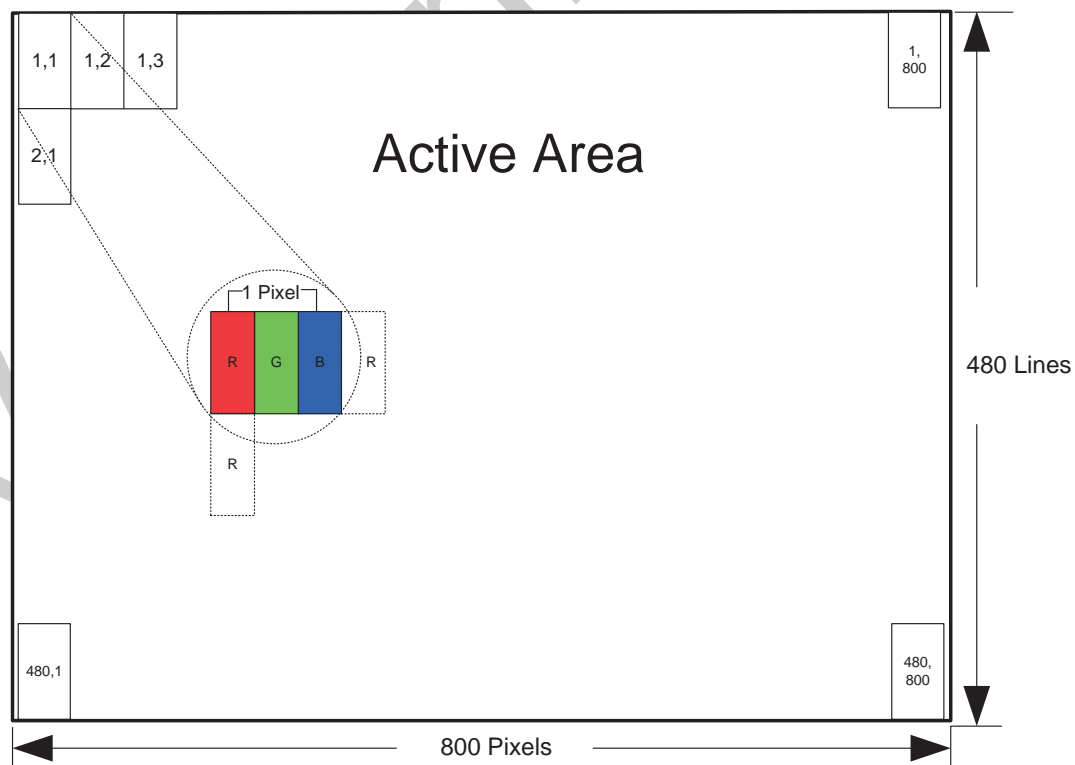 1,1 1,2 1,3
1,
800
2,1
Active Area
1 Pixel
R G B R
480 Lines
R
480,1
480,
800
800 Pixels